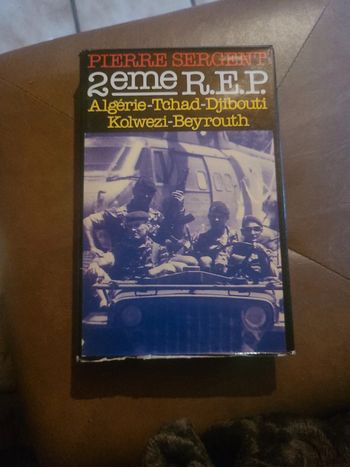 PIERRE SERGENT
2eme R.E.P.
Algérie-Tchad-Djibouti
Kolwezi-Beyrouth